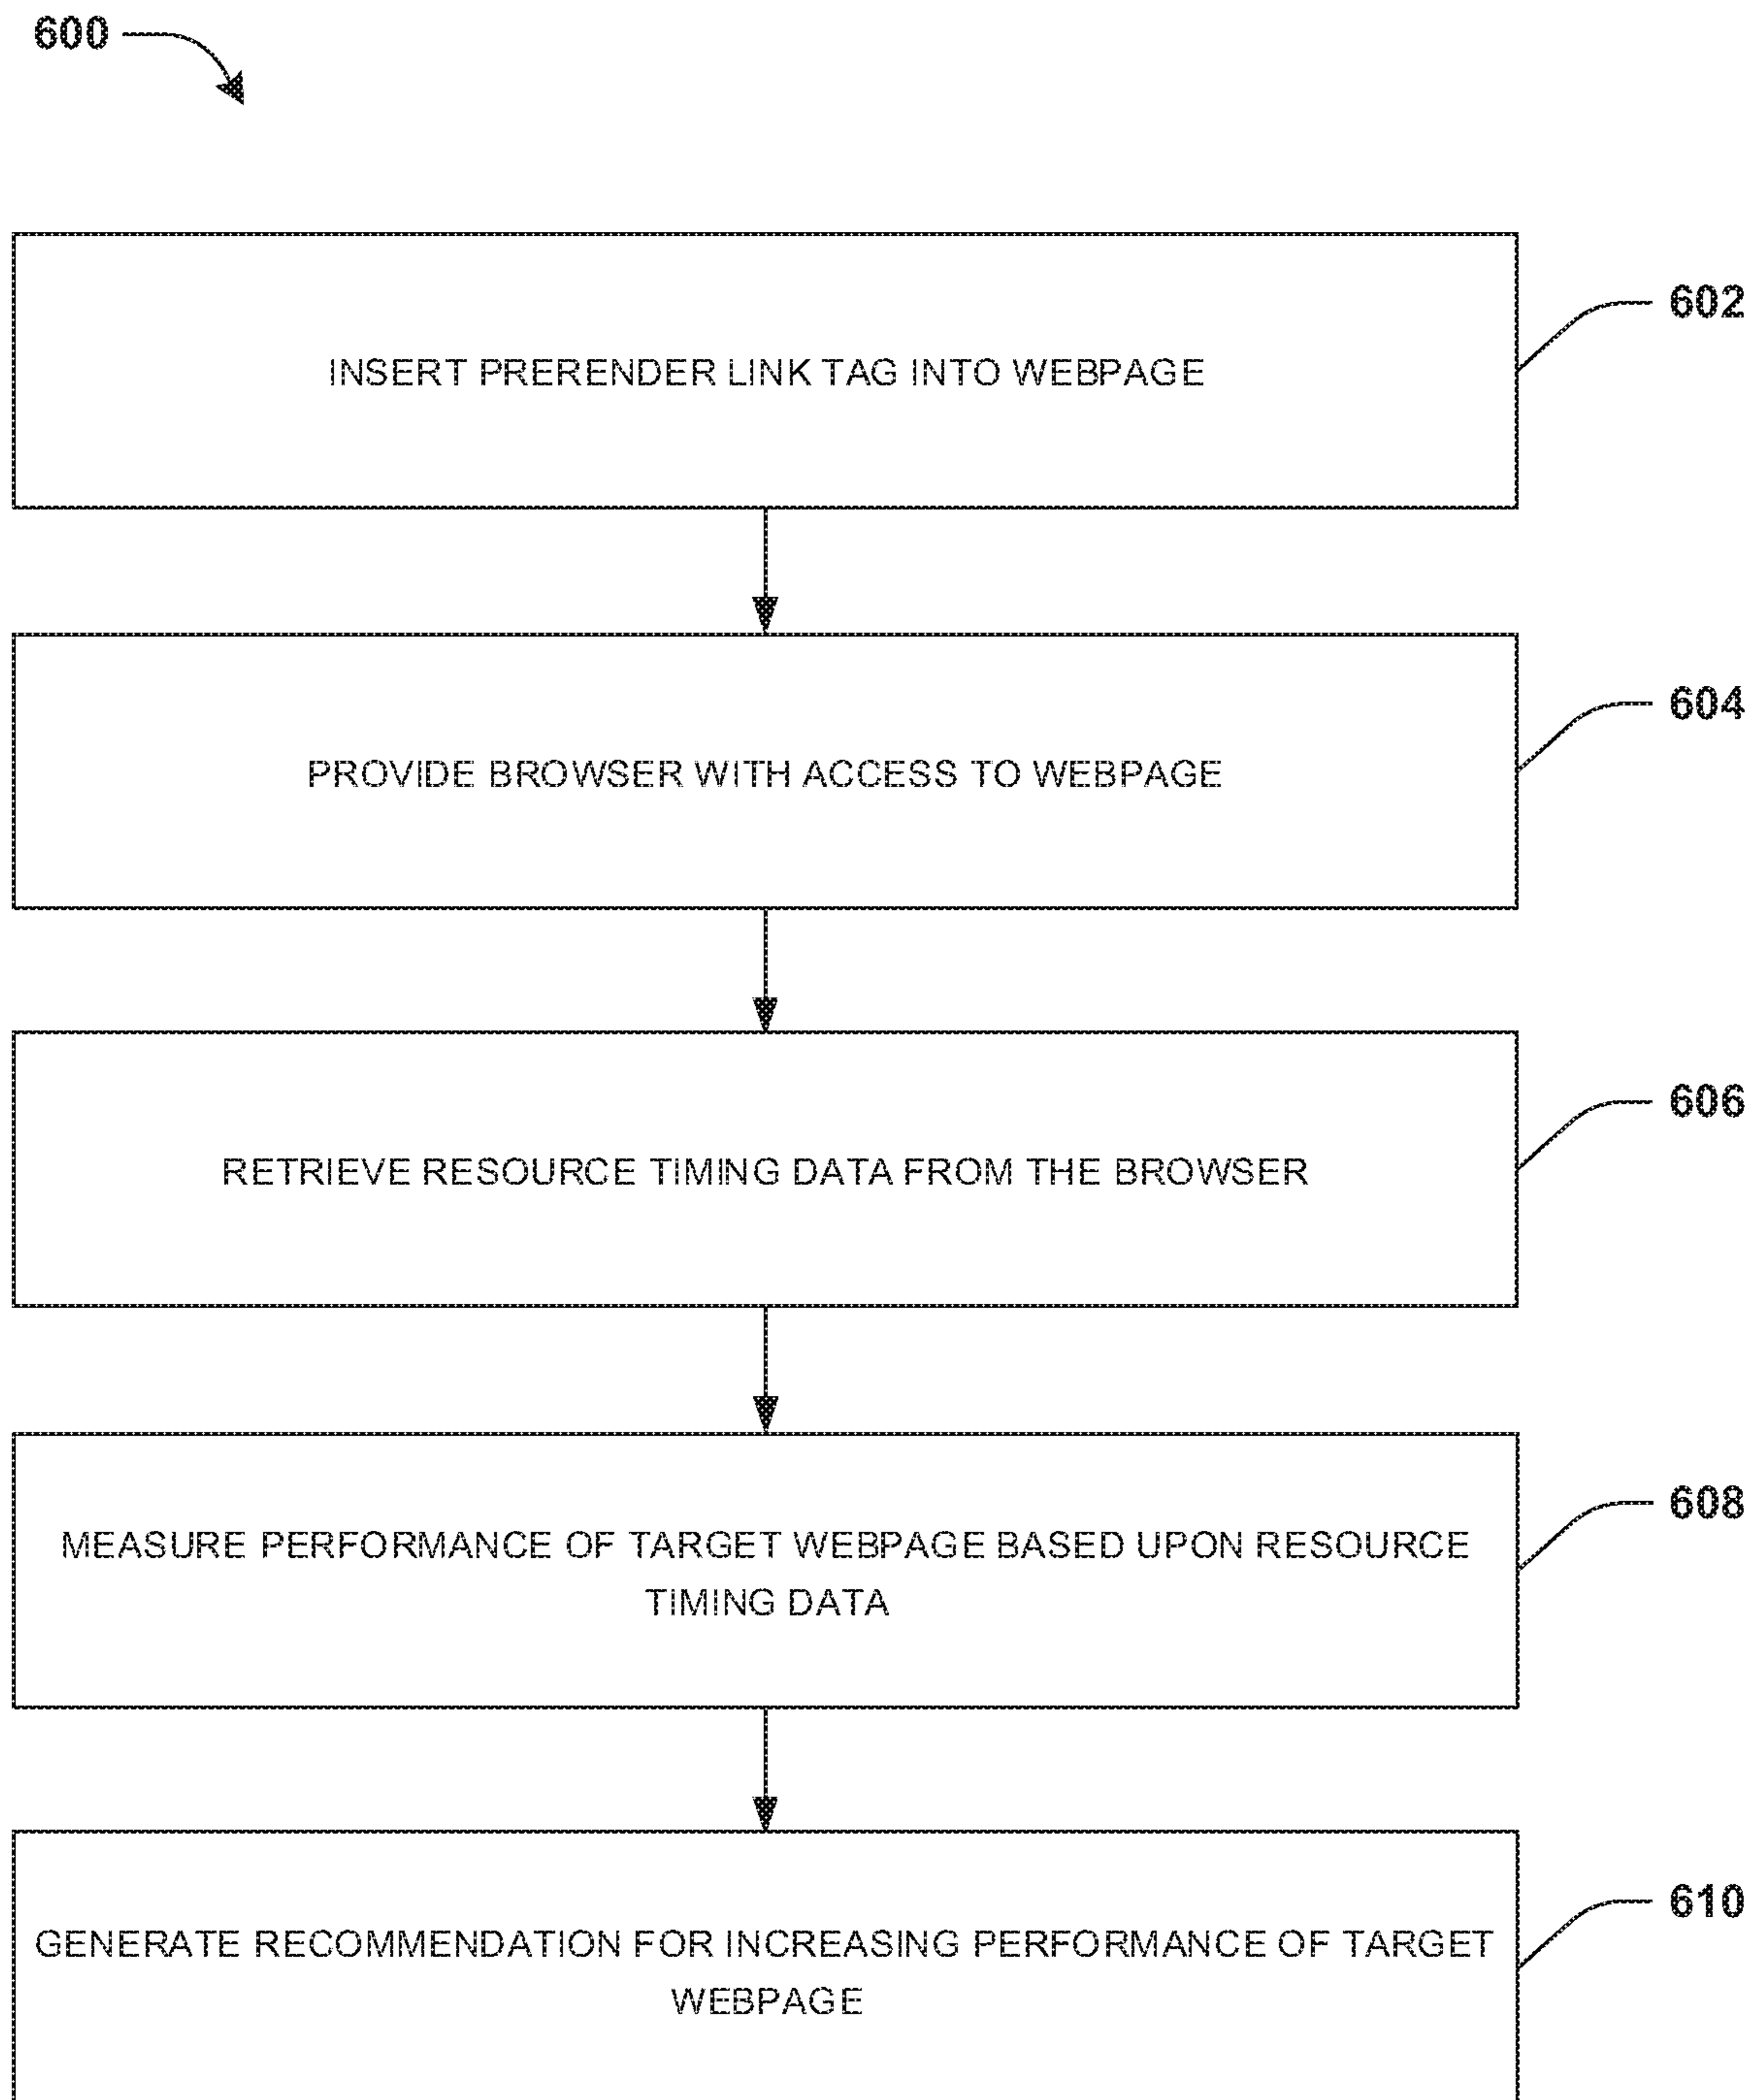 600
INSERT PRERENDER LINK TAG INTO WEBPAGE
602
PROVIDE BROWSER WITH ACCESS TO WEBPAGE
604
RETRIEVE RESOURCE TIMING DATA FROM THE BROWSER
606
MEASURE PERFORMANCE OF TARGET WEBPAGE BASED UPON RESOURCE
TIMING DATA
608
GENERATE RECOMMENDATION FOR INCREASING PERFORMANCE OF TARGET
WEBPAGE
610